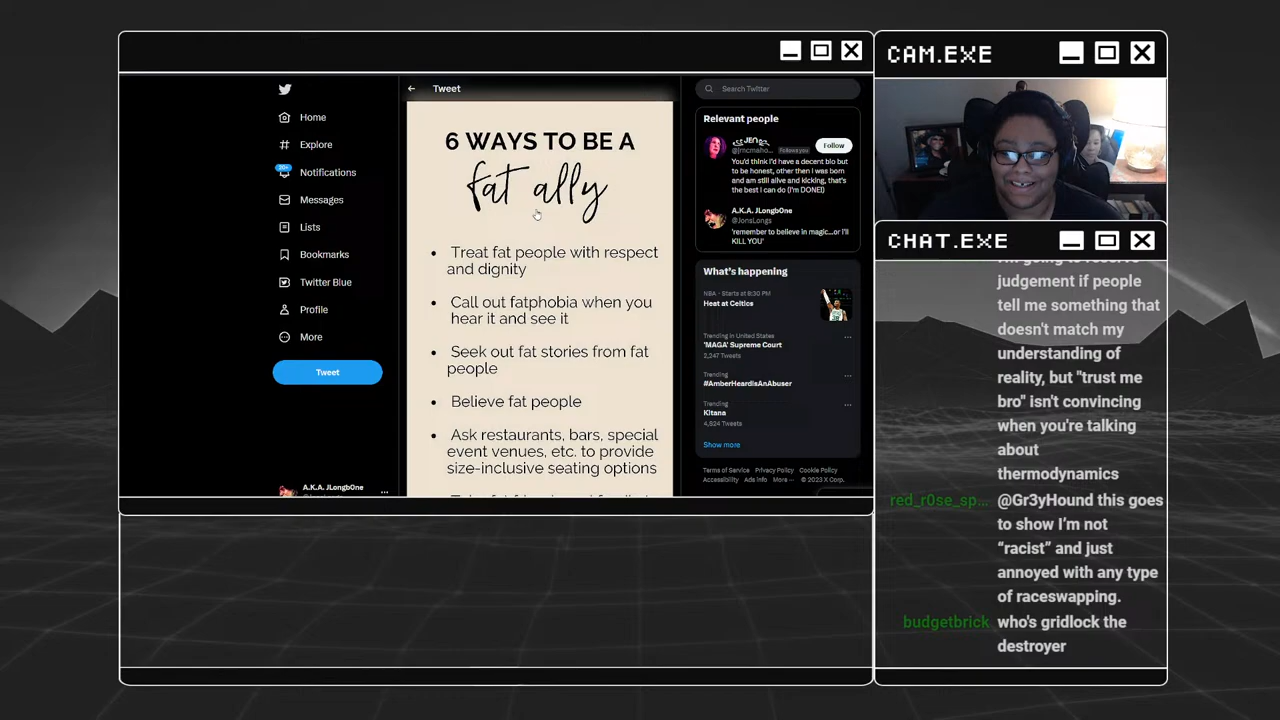 CAM.EXE
Tweet
Search Twitter
Home
Explore
20+
Notifications
Messages
Lists
Bookmarks
Twitter Blue
Profile
More
Tweet
A.K.A. JLongbOne
6 WAYS TO BE A
fat ally
• Treat fat people with respect
and dignity
• Call out fatphobia when you
hear it and see it
• Seek out fat stories from fat
people
• Believe fat people
• Ask restaurants, bars, special
event venues, etc. to provide
size-inclusive seating options
Relevant people
JEN
@jmcmaho... Follows you
Follow
You'd think I'd have a decent bio but
to be honest, other then I was born
and am still alive and kicking, that's
the best I can do (I'm DONE!)
A.K.A. JLongbOne
@JonsLongs
'remember to believe in magic...or I'll
KILL YOU'
What's happening
NBA · Starts at 8:30 PM
Heat at Celtics
Trending in United States
'MAGA' Supreme Court
2,247 Tweets
Trending
#AmberHeardIsAnAbuser
Trending
Kitana
4,824 Tweets
Show more
Terms of Service Privacy Policy Cookie Policy
Accessibility Ads info More ··· © 2023 X Corp.
CHAT.EXE
judgement if people
tell me something that
doesn't match my
understanding of
reality, but "trust me
bro" isn't convincing
when you're talking
about
thermodynamics
red_r0se_sp... @Gr3yHound this goes
to show I'm not
“racist” and just
annoyed with any type
of raceswapping.
budgetbrick who's gridlock the
destroyer